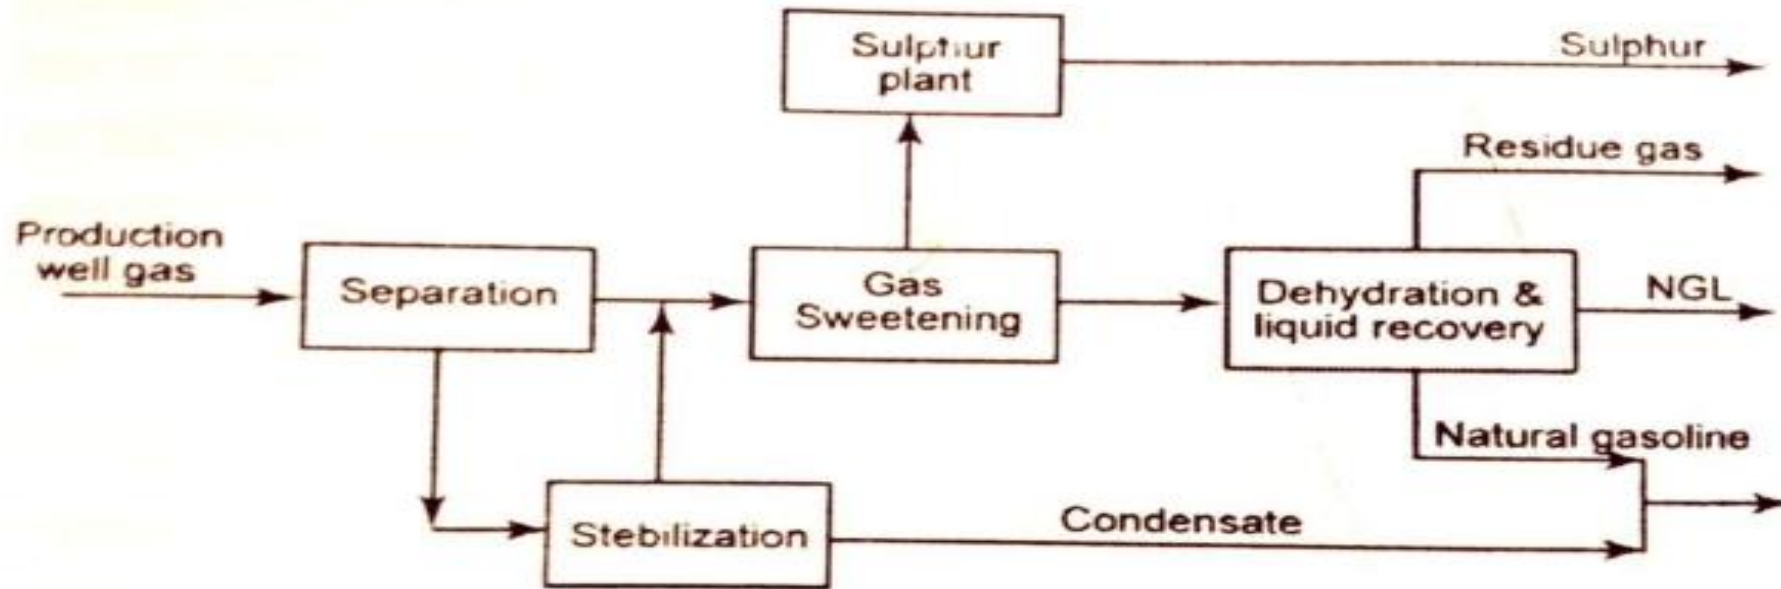 Sulphur
plant
Sulphur
Residue gas
Production
well gas
Separation
Gas
Sweetening
Dehydration &
liquid recovery
NGL
Natural gasoline
Stebilization
Condensate